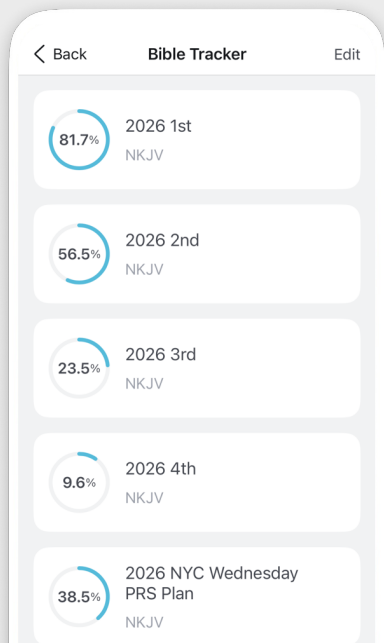 Back Bible Tracker Edit
81.7%
2026 1st
NKJV
56.5%
2026 2nd
NKJV
23.5%
2026 3rd
NKJV
9.6%
2026 4th
NKJV
38.5%
2026 NYC Wednesday
PRS Plan
NKJV